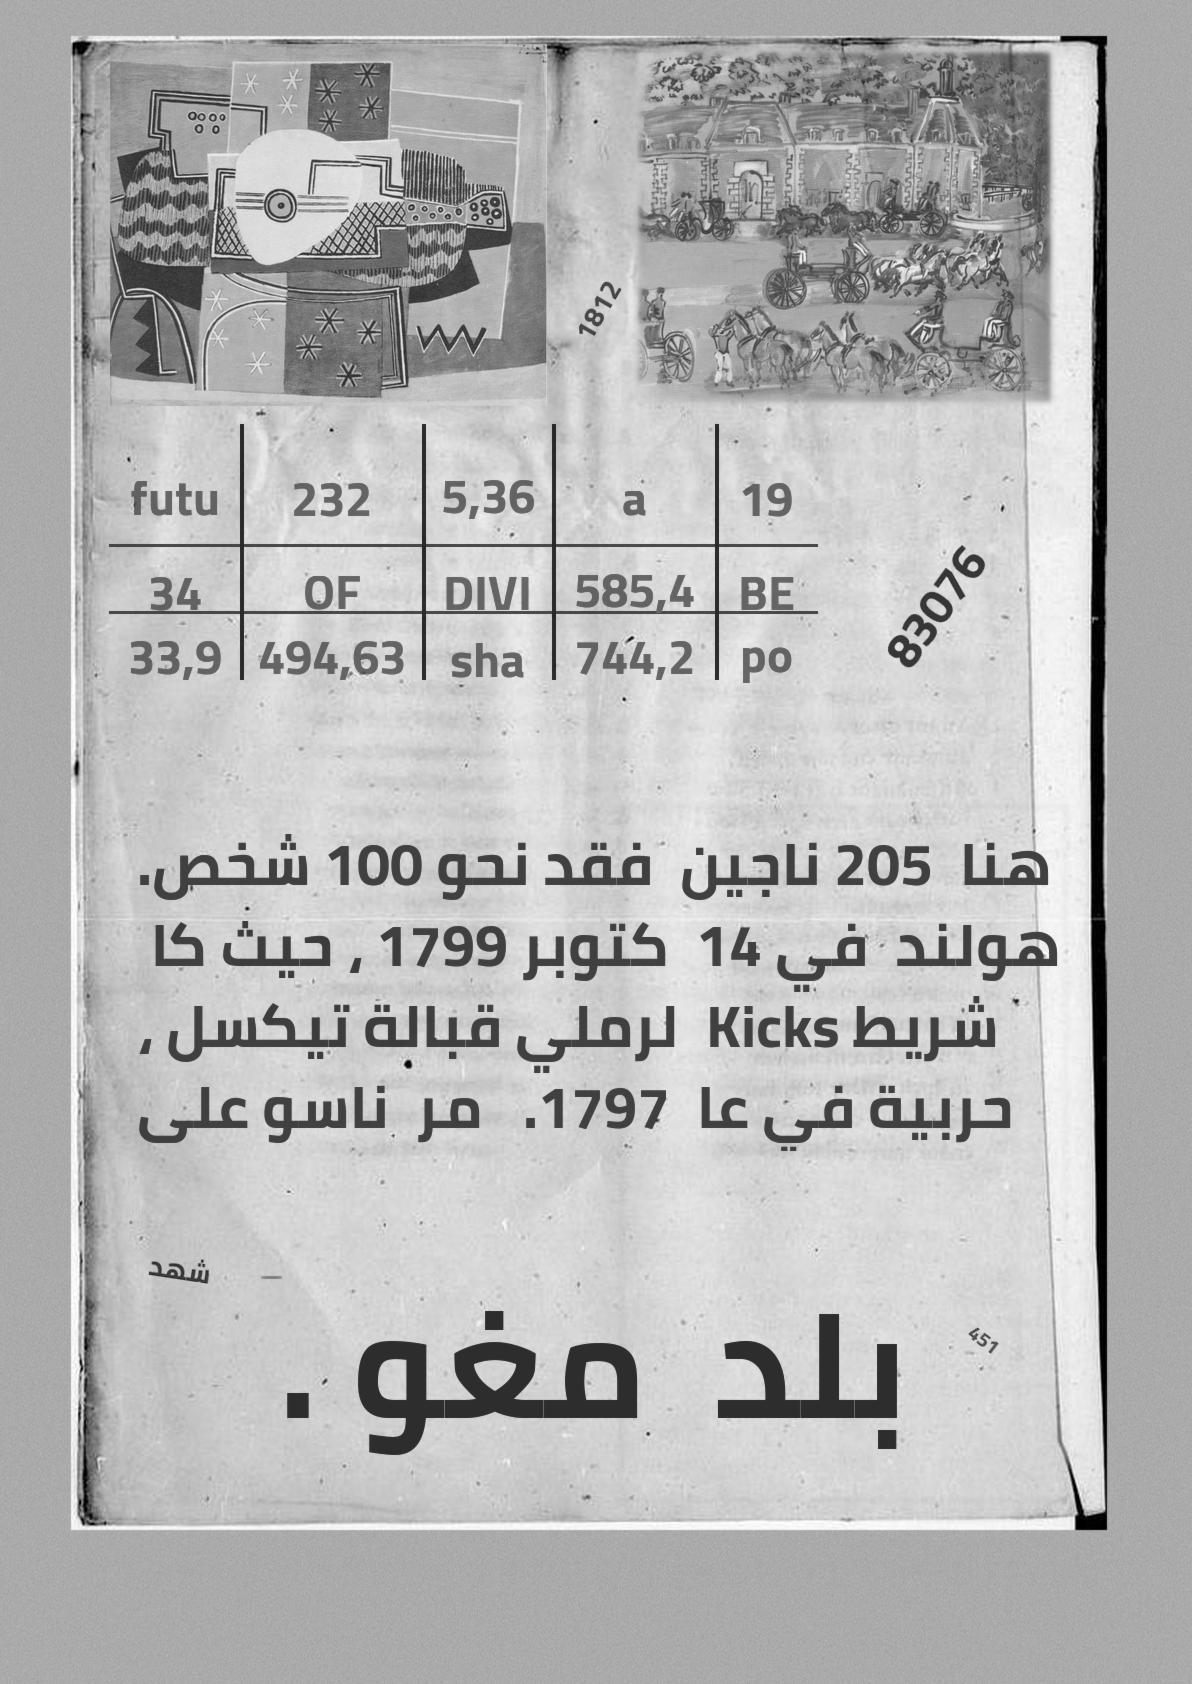 1812
futu 232 5,36 a 19
34 OF DIVI 585,4 BE
33,9 494,63 sha 744,2 po
83076
هنا 205 ناجين فقد نحو 100 شخص.
هولند في 14 كتوبر 1799 , حيث كا
شريط Kicks لرملي قبالة تيكسل ,
حربية في عا 1797. مر ناسو على
شهد
451
بلد مغو .